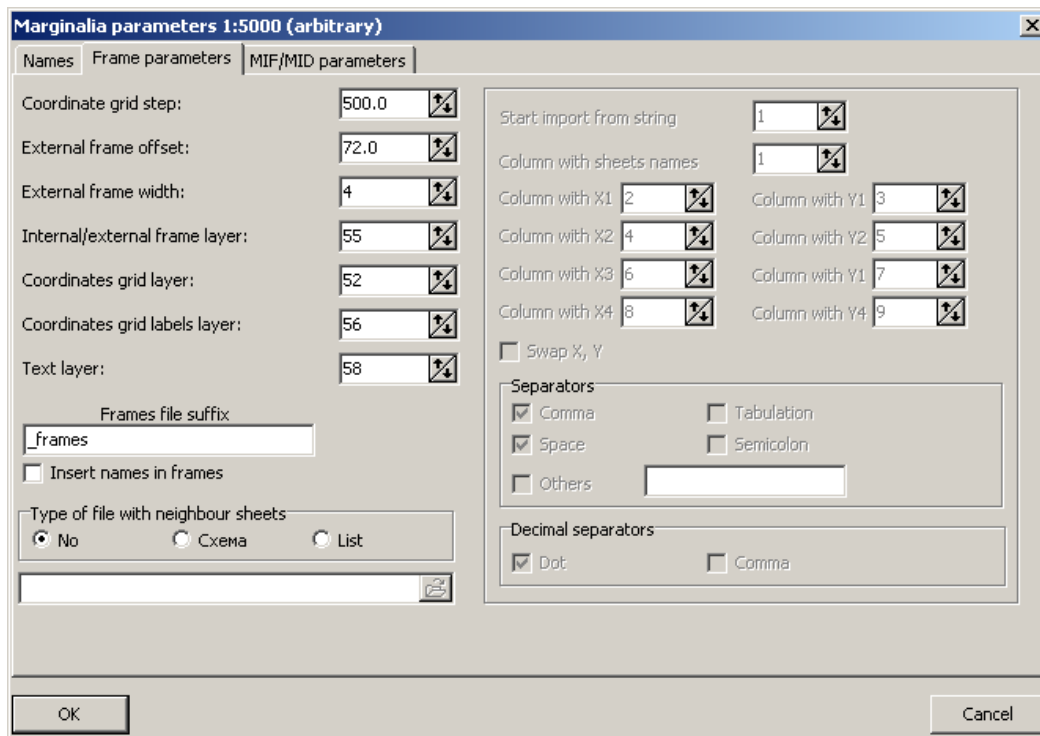 Marginalia parameters 1:5000 (arbitrary)
Names Frame parameters MIF/MID parameters
Coordinate grid step: 500.0
External frame offset: 72.0
External frame width: 4
Internal/external frame layer: 55
Coordinates grid layer: 52
Coordinates grid labels layer: 56
Text layer: 58
Frames file suffix
_frames
Insert names in frames
Type of file with neighbour sheets
No Схема List
Start import from string 1
Column with sheets names 1
Column with X1 2 Column with Y1 3
Column with X2 4 Column with Y2 5
Column with X3 6 Column with Y1 7
Column with X4 8 Column with Y4 9
Swap X, Y
Separators
Comma Tabulation
Space Semicolon
Others
Decimal separators
Dot Comma
OK Cancel